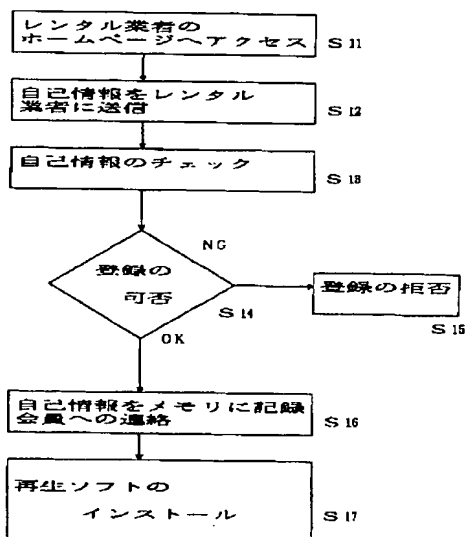 レンタル業者の
ホームページへアクセス
S11
自己情報をレンタル
業者に送信
S12
自己情報のチェック
S13
登録の
可否
NG
S14
OK
登録の拒否
S15
自己情報をメモリに記録
会員への連絡
S16
再生ソフトの
インストール
S17